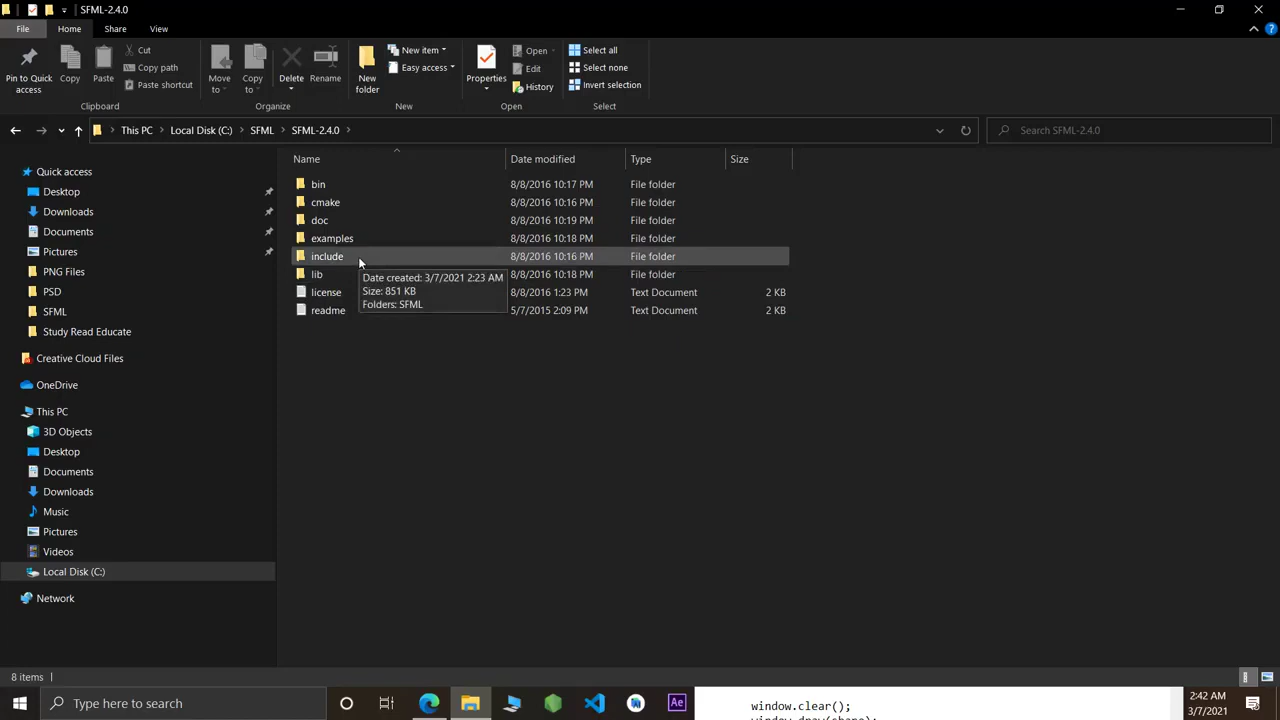 SFML-2.4.0
File Home Share View
Pin to Quick access
Copy
Paste
Cut
Copy path
Paste shortcut
Clipboard
Move to
Copy to
Delete
Rename
Organize
New folder
New item
Easy access
New
Properties
Open
Edit
History
Open
Select all
Select none
Invert selection
Select
This PC > Local Disk (C:) > SFML > SFML-2.4.0 >
Search SFML-2.4.0
Quick access
Desktop
Downloads
Documents
Pictures
PNG Files
PSD
SFML
Study Read Educate
Creative Cloud Files
OneDrive
This PC
3D Objects
Desktop
Documents
Downloads
Music
Pictures
Videos
Local Disk (C:)
Network
Name Date modified Type Size
bin 8/8/2016 10:17 PM File folder
cmake 8/8/2016 10:16 PM File folder
doc 8/8/2016 10:19 PM File folder
examples 8/8/2016 10:18 PM File folder
include 8/8/2016 10:16 PM File folder
lib 8/8/2016 10:18 PM File folder
license 8/8/2016 1:23 PM Text Document 2 KB
readme 5/7/2015 2:09 PM Text Document 2 KB
Date created: 3/7/2021 2:23 AM
Size: 851 KB
Folders: SFML
8 items
Type here to search
Ae
window.clear();
window.draw(shape);
2:42 AM
3/7/2021